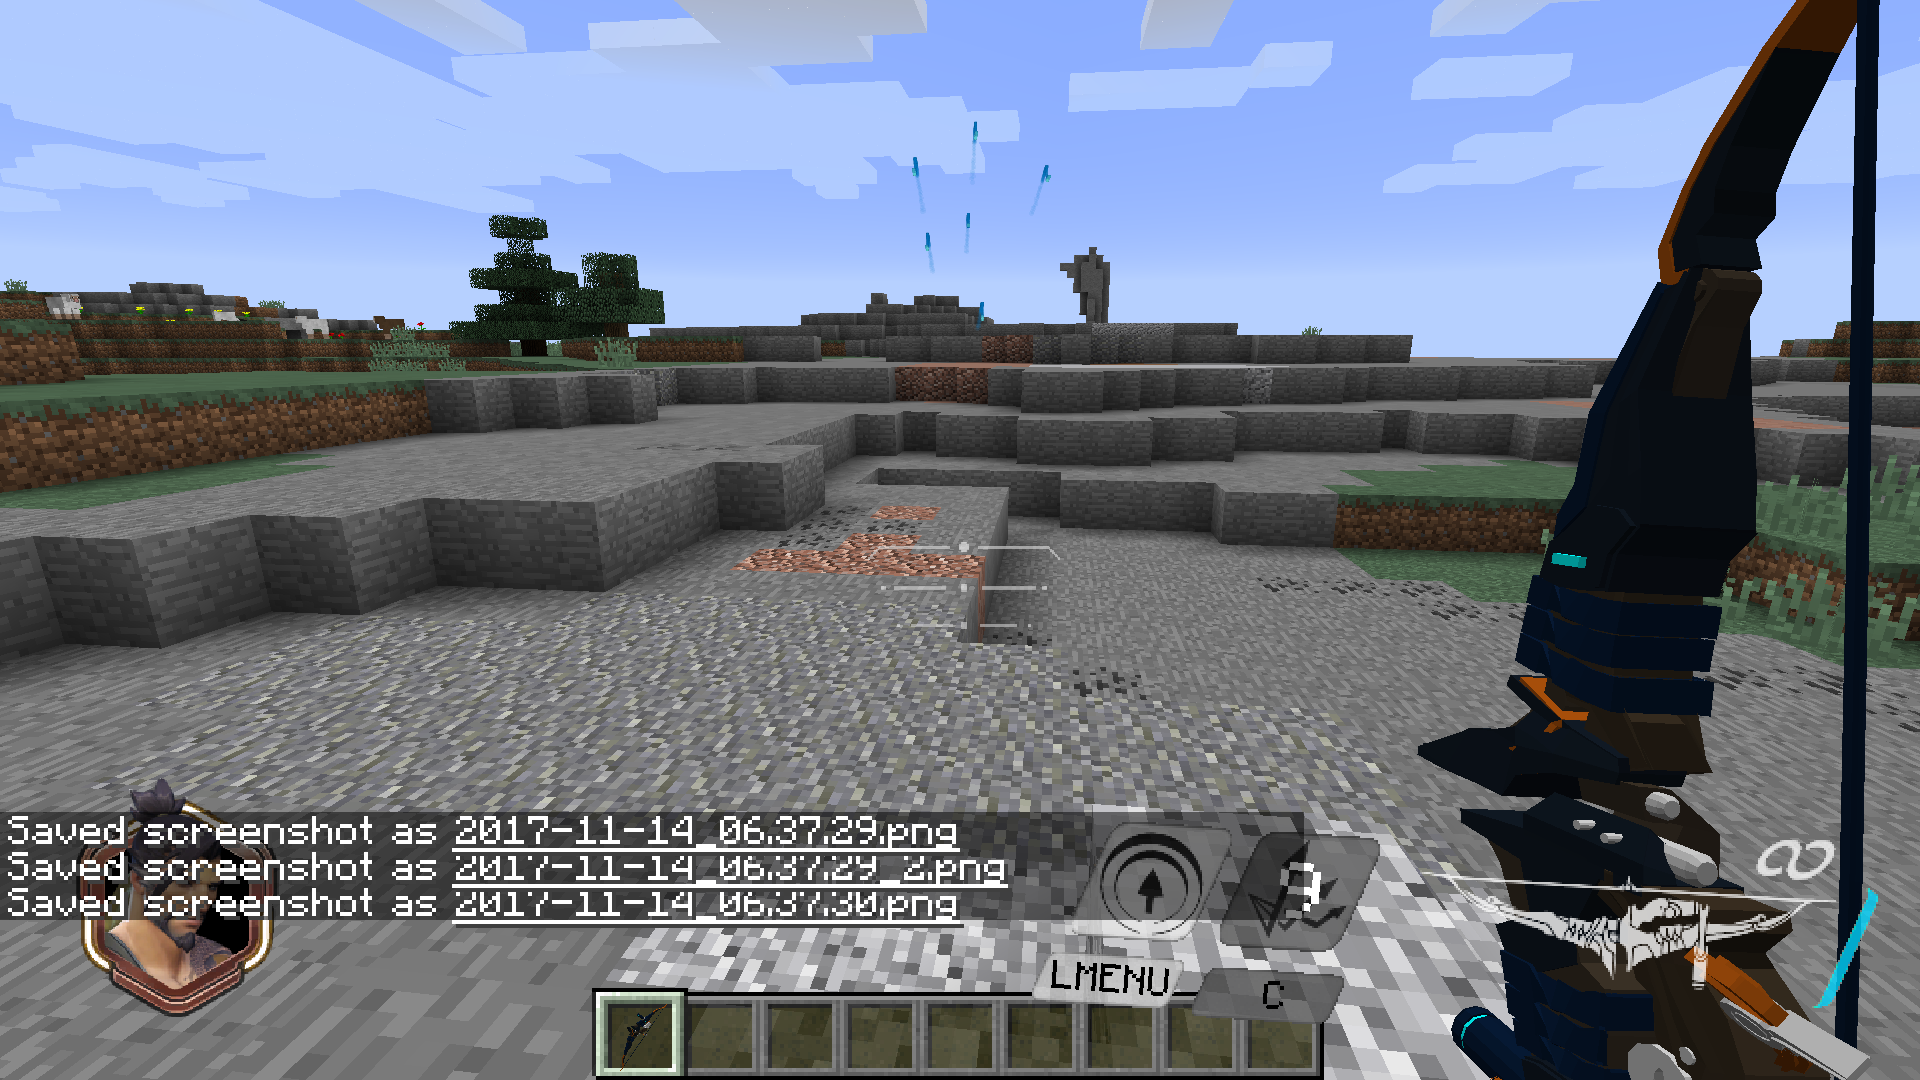 Saved screenshot as 2017-11-14_06.37.29.png
Saved screenshot as 2017-11-14_06.37.29_2.png
Saved screenshot as 2017-11-14_06.37.30.png
3
∞
LMENU
C